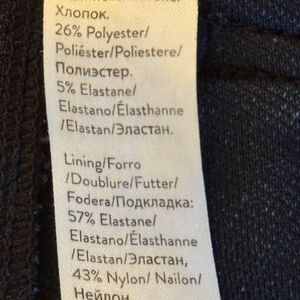 Хлопок.
26% Polyester/
Poliéster/Poliestere/
Полиэстер.
5% Elastane/
Elastano/Élasthanne
/Elastan/Эластан.
Lining/Forro
/Doublure/Futter/
Fodera/Подкладка:
57% Elastane/
Elastano/Élasthanne
/Elastan/Эластан,
43% Nylon/ Nailon/
Нейлон